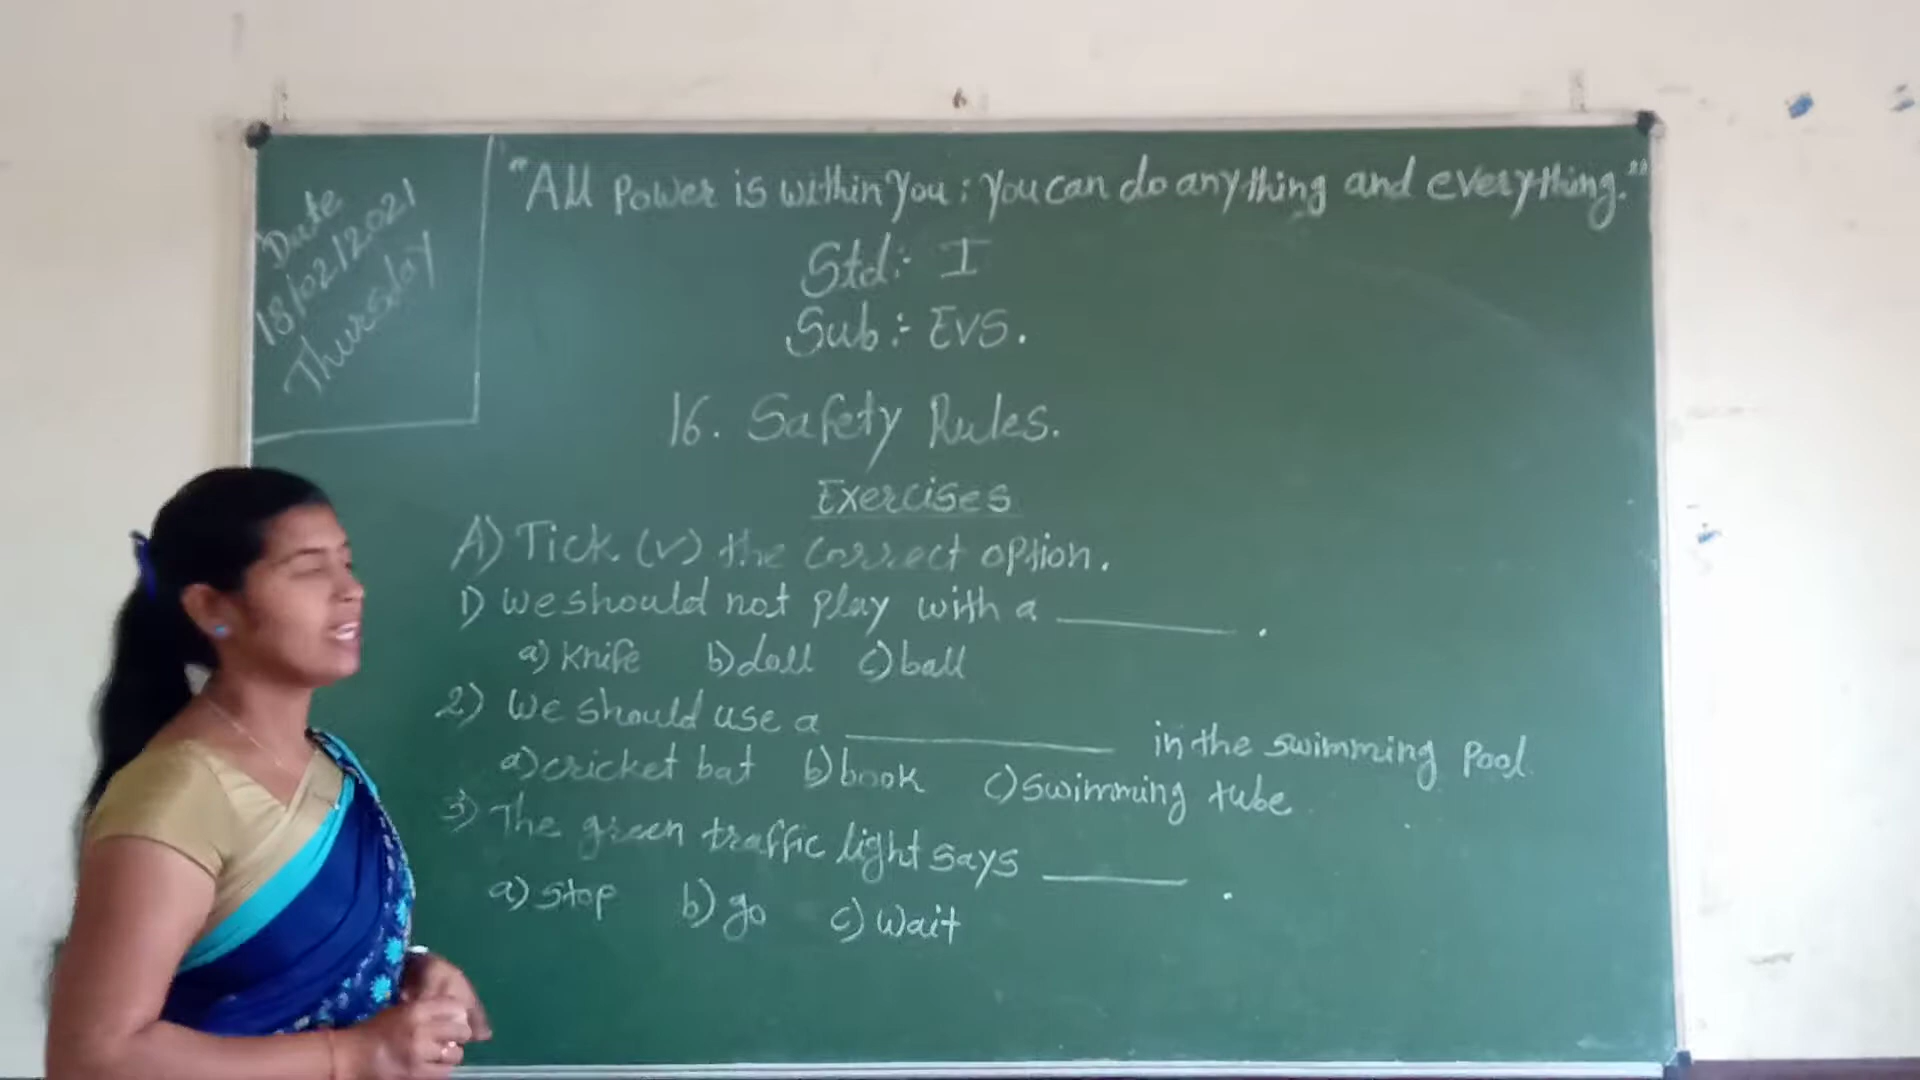 Date
18/02/2021
Thursday
"All Power is within You : You can do anything and everything."
Std:- I
Sub:- EVS.
16. Safety Rules.
Exercises
A) Tick (✓) the correct option.
1) We should not play with a ________ .
a) Knife b) doll c) ball
2) We should use a ________ in the swimming pool.
a) cricket bat b) book c) Swimming tube
3) The green traffic light says ________ .
a) Stop b) go c) Wait